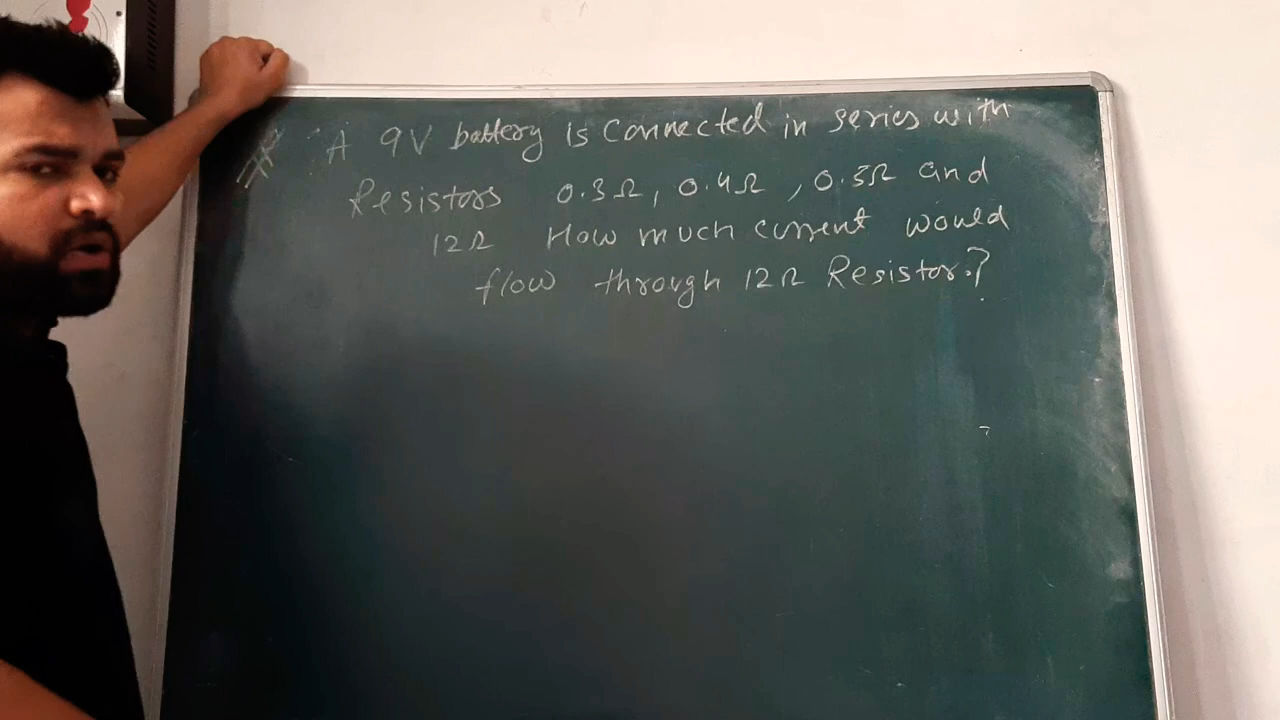 A 9V battery is connected in series with
Resistors 0.3Ω, 0.4Ω, 0.5Ω and
12Ω How much current would
flow through 12Ω Resistor.?